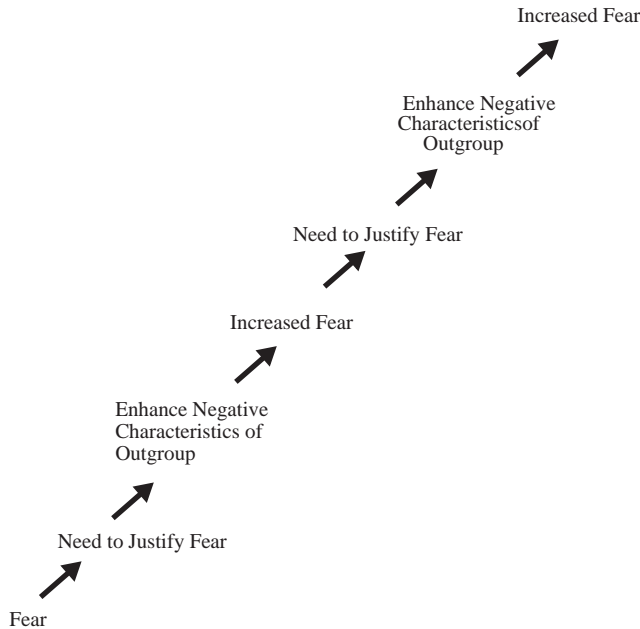 Increased Fear
Enhance Negative
Characteristicsof
Outgroup
Need to Justify Fear
Increased Fear
Enhance Negative
Characteristics of
Outgroup
Need to Justify Fear
Fear